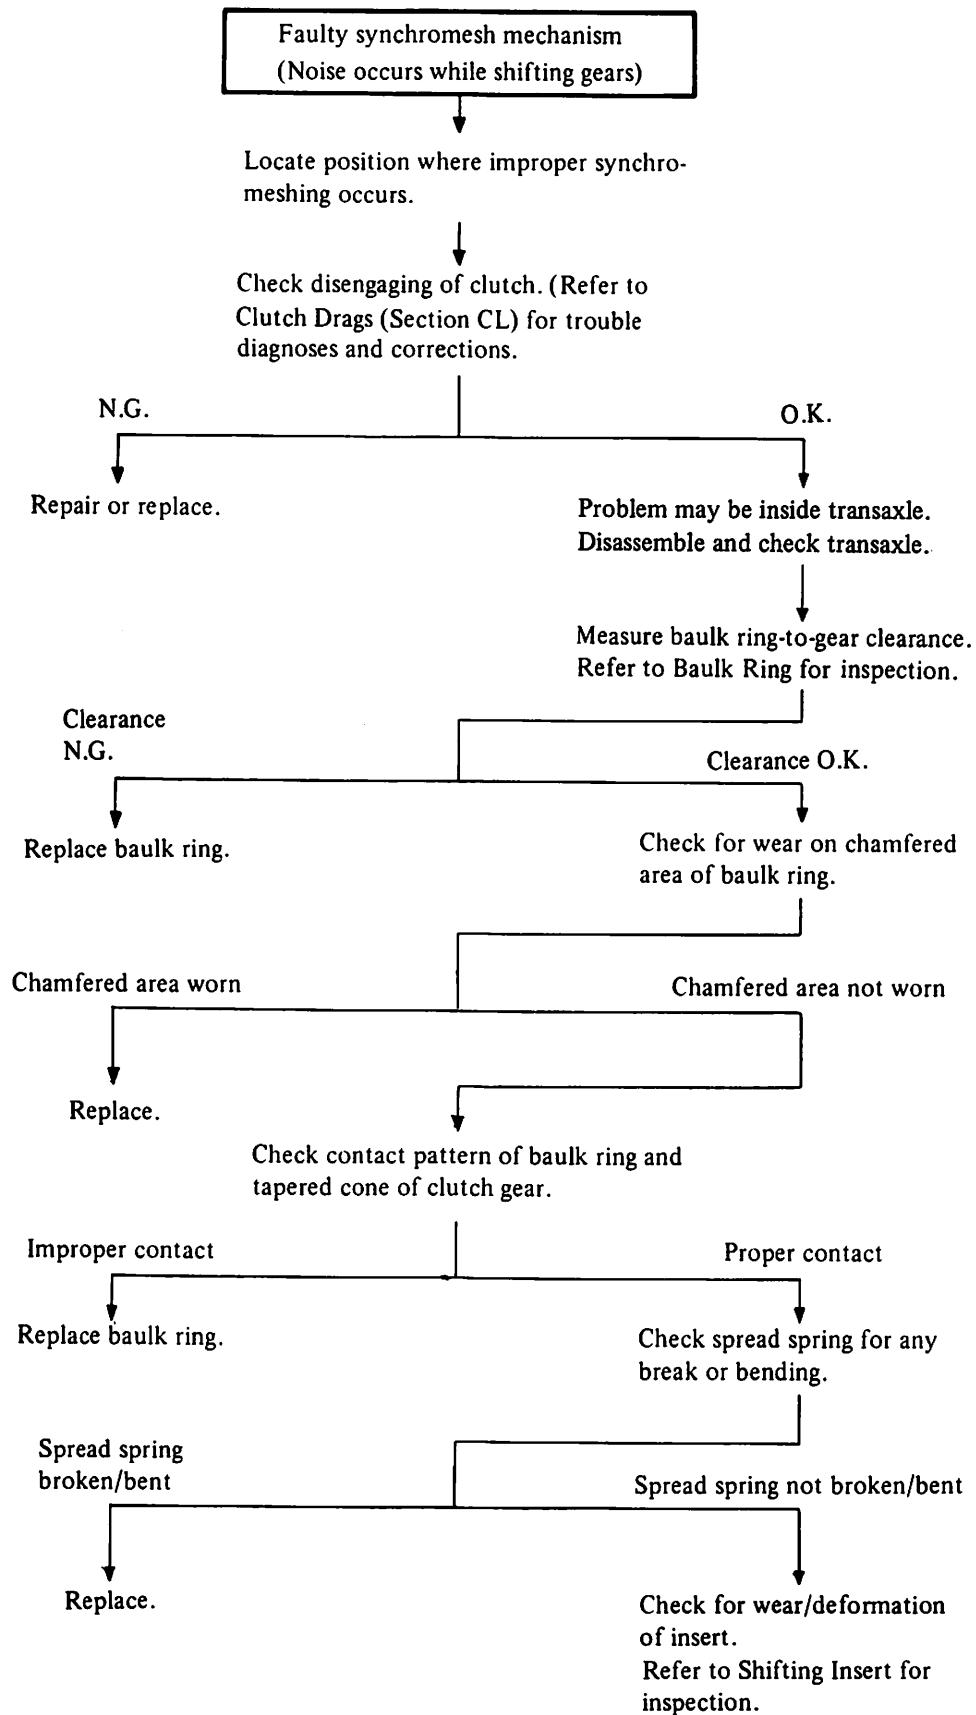 Faulty synchromesh mechanism
(Noise occurs while shifting gears)
Locate position where improper synchro-
meshing occurs.
Check disengaging of clutch. (Refer to
Clutch Drags (Section CL) for trouble
diagnoses and corrections.
N.G.
O.K.
Repair or replace.
Problem may be inside transaxle.
Disassemble and check transaxle.
Measure baulk ring-to-gear clearance.
Refer to Baulk Ring for inspection.
Clearance
N.G.
Clearance O.K.
Replace baulk ring.
Check for wear on chamfered
area of baulk ring.
Chamfered area worn
Chamfered area not worn
Replace.
Check contact pattern of baulk ring and
tapered cone of clutch gear.
Improper contact
Proper contact
Replace baulk ring.
Check spread spring for any
break or bending.
Spread spring
broken/bent
Spread spring not broken/bent
Replace.
Check for wear/deformation
of insert.
Refer to Shifting Insert for
inspection.